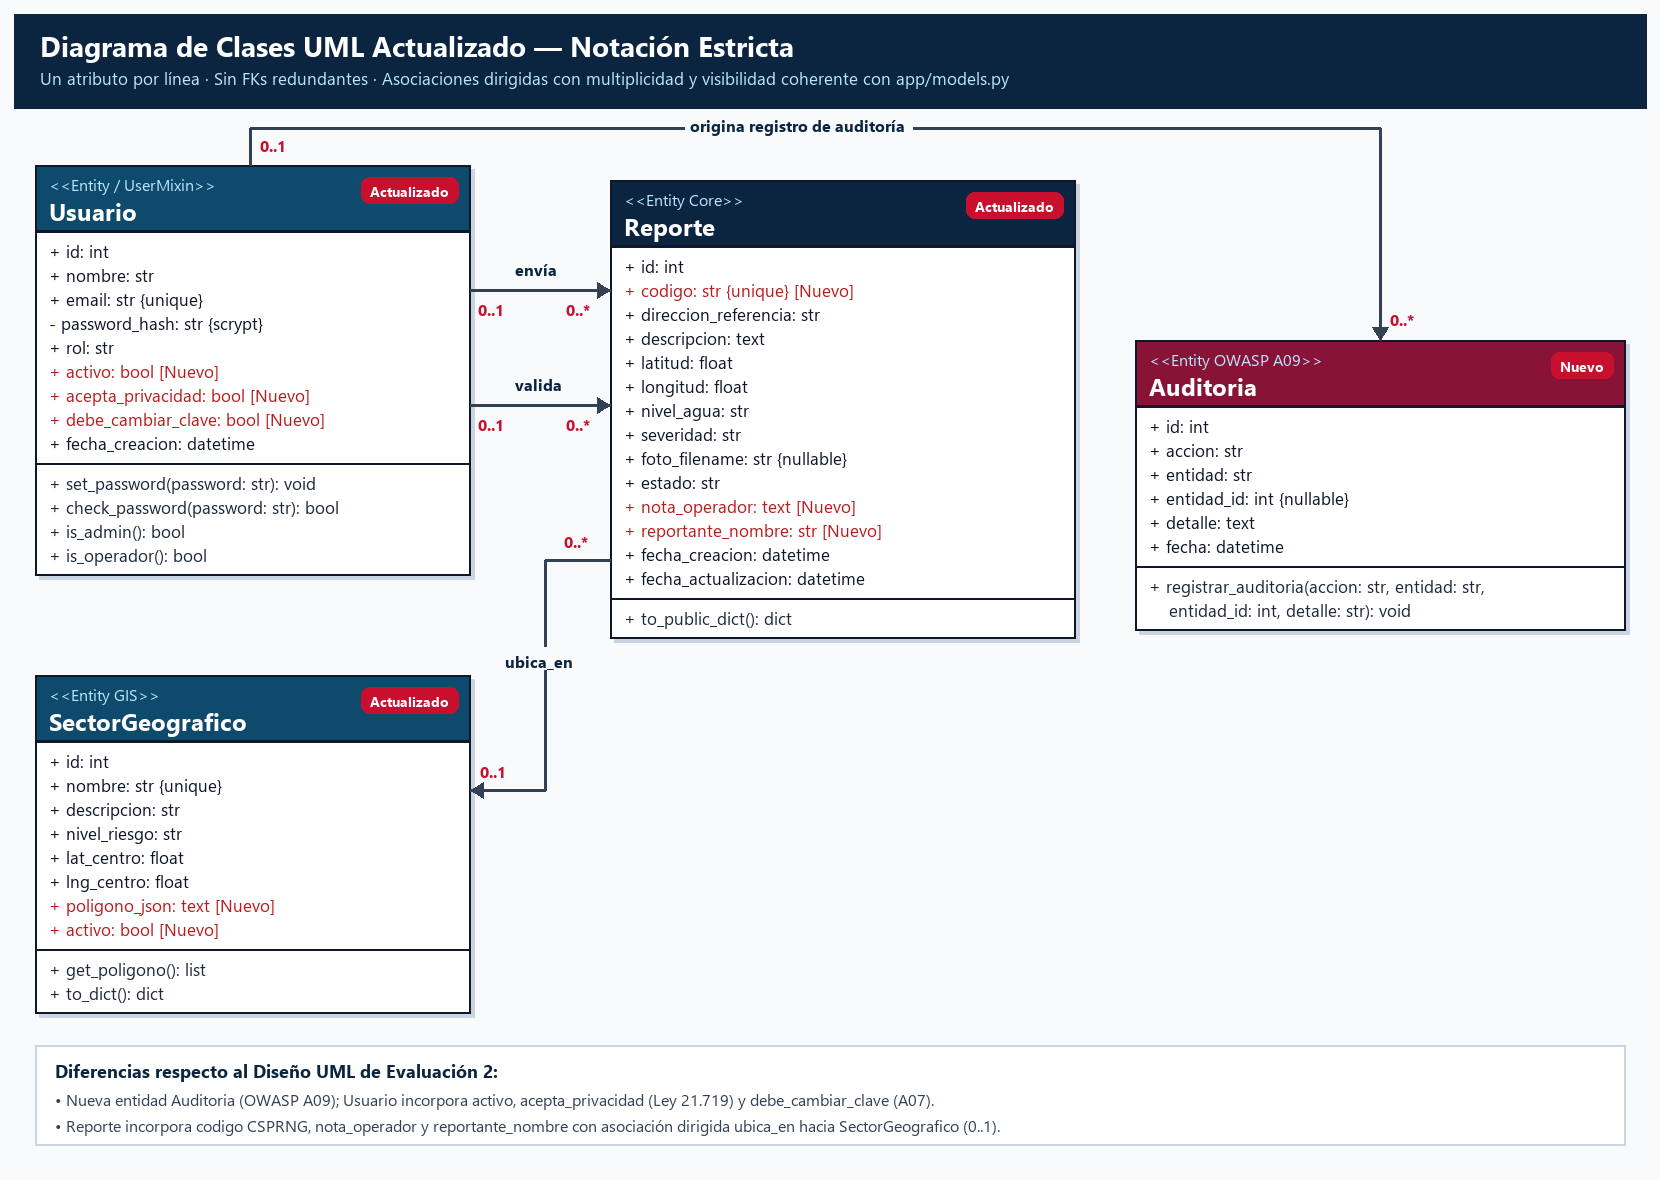 Diagrama de Clases UML Actualizado — Notación Estricta
Un atributo por línea · Sin FKs redundantes · Asociaciones dirigidas con multiplicidad y visibilidad coherente con app/models.py
origina registro de auditoría
0..1
0..*
<<Entity / UserMixin>>
Actualizado
Usuario
+ id: int
+ nombre: str
+ email: str {unique}
- password_hash: str {scrypt}
+ rol: str
+ activo: bool [Nuevo]
+ acepta_privacidad: bool [Nuevo]
+ debe_cambiar_clave: bool [Nuevo]
+ fecha_creacion: datetime
+ set_password(password: str): void
+ check_password(password: str): bool
+ is_admin(): bool
+ is_operador(): bool
envía
0..1
0..*
valida
0..1
0..*
<<Entity Core>>
Actualizado
Reporte
+ id: int
+ codigo: str {unique} [Nuevo]
+ direccion_referencia: str
+ descripcion: text
+ latitud: float
+ longitud: float
+ nivel_agua: str
+ severidad: str
+ foto_filename: str {nullable}
+ estado: str
+ nota_operador: text [Nuevo]
+ reportante_nombre: str [Nuevo]
+ fecha_creacion: datetime
+ fecha_actualizacion: datetime
+ to_public_dict(): dict
<<Entity OWASP A09>>
Nuevo
Auditoria
+ id: int
+ accion: str
+ entidad: str
+ entidad_id: int {nullable}
+ detalle: text
+ fecha: datetime
+ registrar_auditoria(accion: str, entidad: str,
entidad_id: int, detalle: str): void
0..*
ubica_en
0..1
<<Entity GIS>>
Actualizado
SectorGeografico
+ id: int
+ nombre: str {unique}
+ descripcion: str
+ nivel_riesgo: str
+ lat_centro: float
+ lng_centro: float
+ poligono_json: text [Nuevo]
+ activo: bool [Nuevo]
+ get_poligono(): list
+ to_dict(): dict
Diferencias respecto al Diseño UML de Evaluación 2:
• Nueva entidad Auditoria (OWASP A09); Usuario incorpora activo, acepta_privacidad (Ley 21.719) y debe_cambiar_clave (A07).
• Reporte incorpora codigo CSPRNG, nota_operador y reportante_nombre con asociación dirigida ubica_en hacia SectorGeografico (0..1).